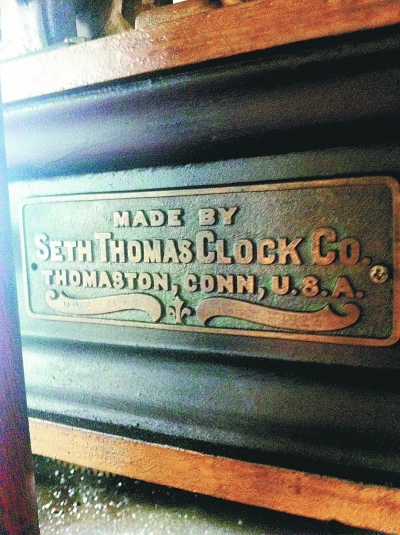 MADE BY
SETH THOMAS CLOCK CO.
THOMASTON, CONN, U.S.A.